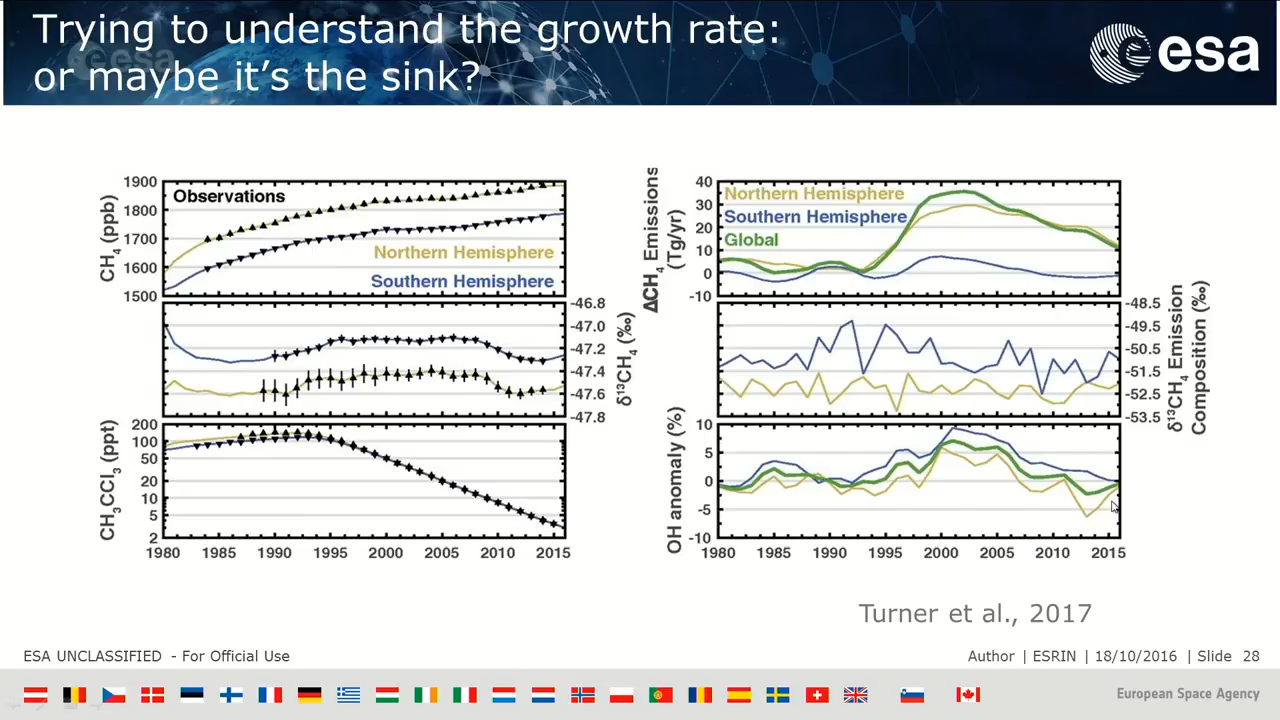 Trying to understand the growth rate:
or maybe it's the sink?
esa
Observations
Northern Hemisphere
Southern Hemisphere
CH4 (ppb)
1900
1800
1700
1600
1500
δ13CH4 (‰)
-46.8
-47.0
-47.2
-47.4
-47.6
-47.8
CH3CCl3 (ppt)
200
100
50
20
10
5
2
1980 1985 1990 1995 2000 2005 2010 2015
Northern Hemisphere
Southern Hemisphere
Global
ΔCH4 Emissions
(Tg/yr)
40
30
20
10
0
-10
δ13CH4 Emission
Composition (‰)
-48.5
-49.5
-50.5
-51.5
-52.5
-53.5
OH anomaly (%)
10
5
0
-5
-10
1980 1985 1990 1995 2000 2005 2010 2015
Turner et al., 2017
ESA UNCLASSIFIED - For Official Use
Author | ESRIN | 18/10/2016 | Slide 28
European Space Agency